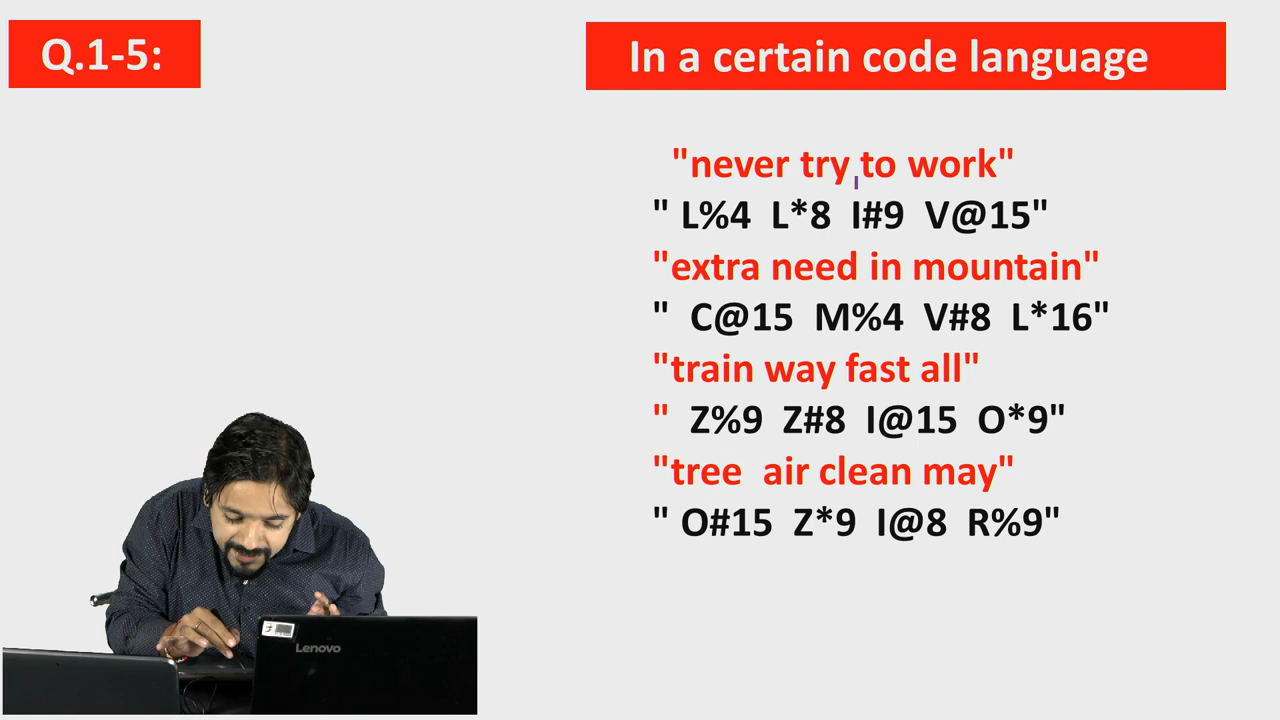 Q.1-5:
In a certain code language
"never try to work"
" L%4 L*8 I#9 V@15"
"extra need in mountain"
" C@15 M%4 V#8 L*16"
"train way fast all"
" Z%9 Z#8 I@15 O*9"
"tree air clean may"
" O#15 Z*9 I@8 R%9"
Lenovo